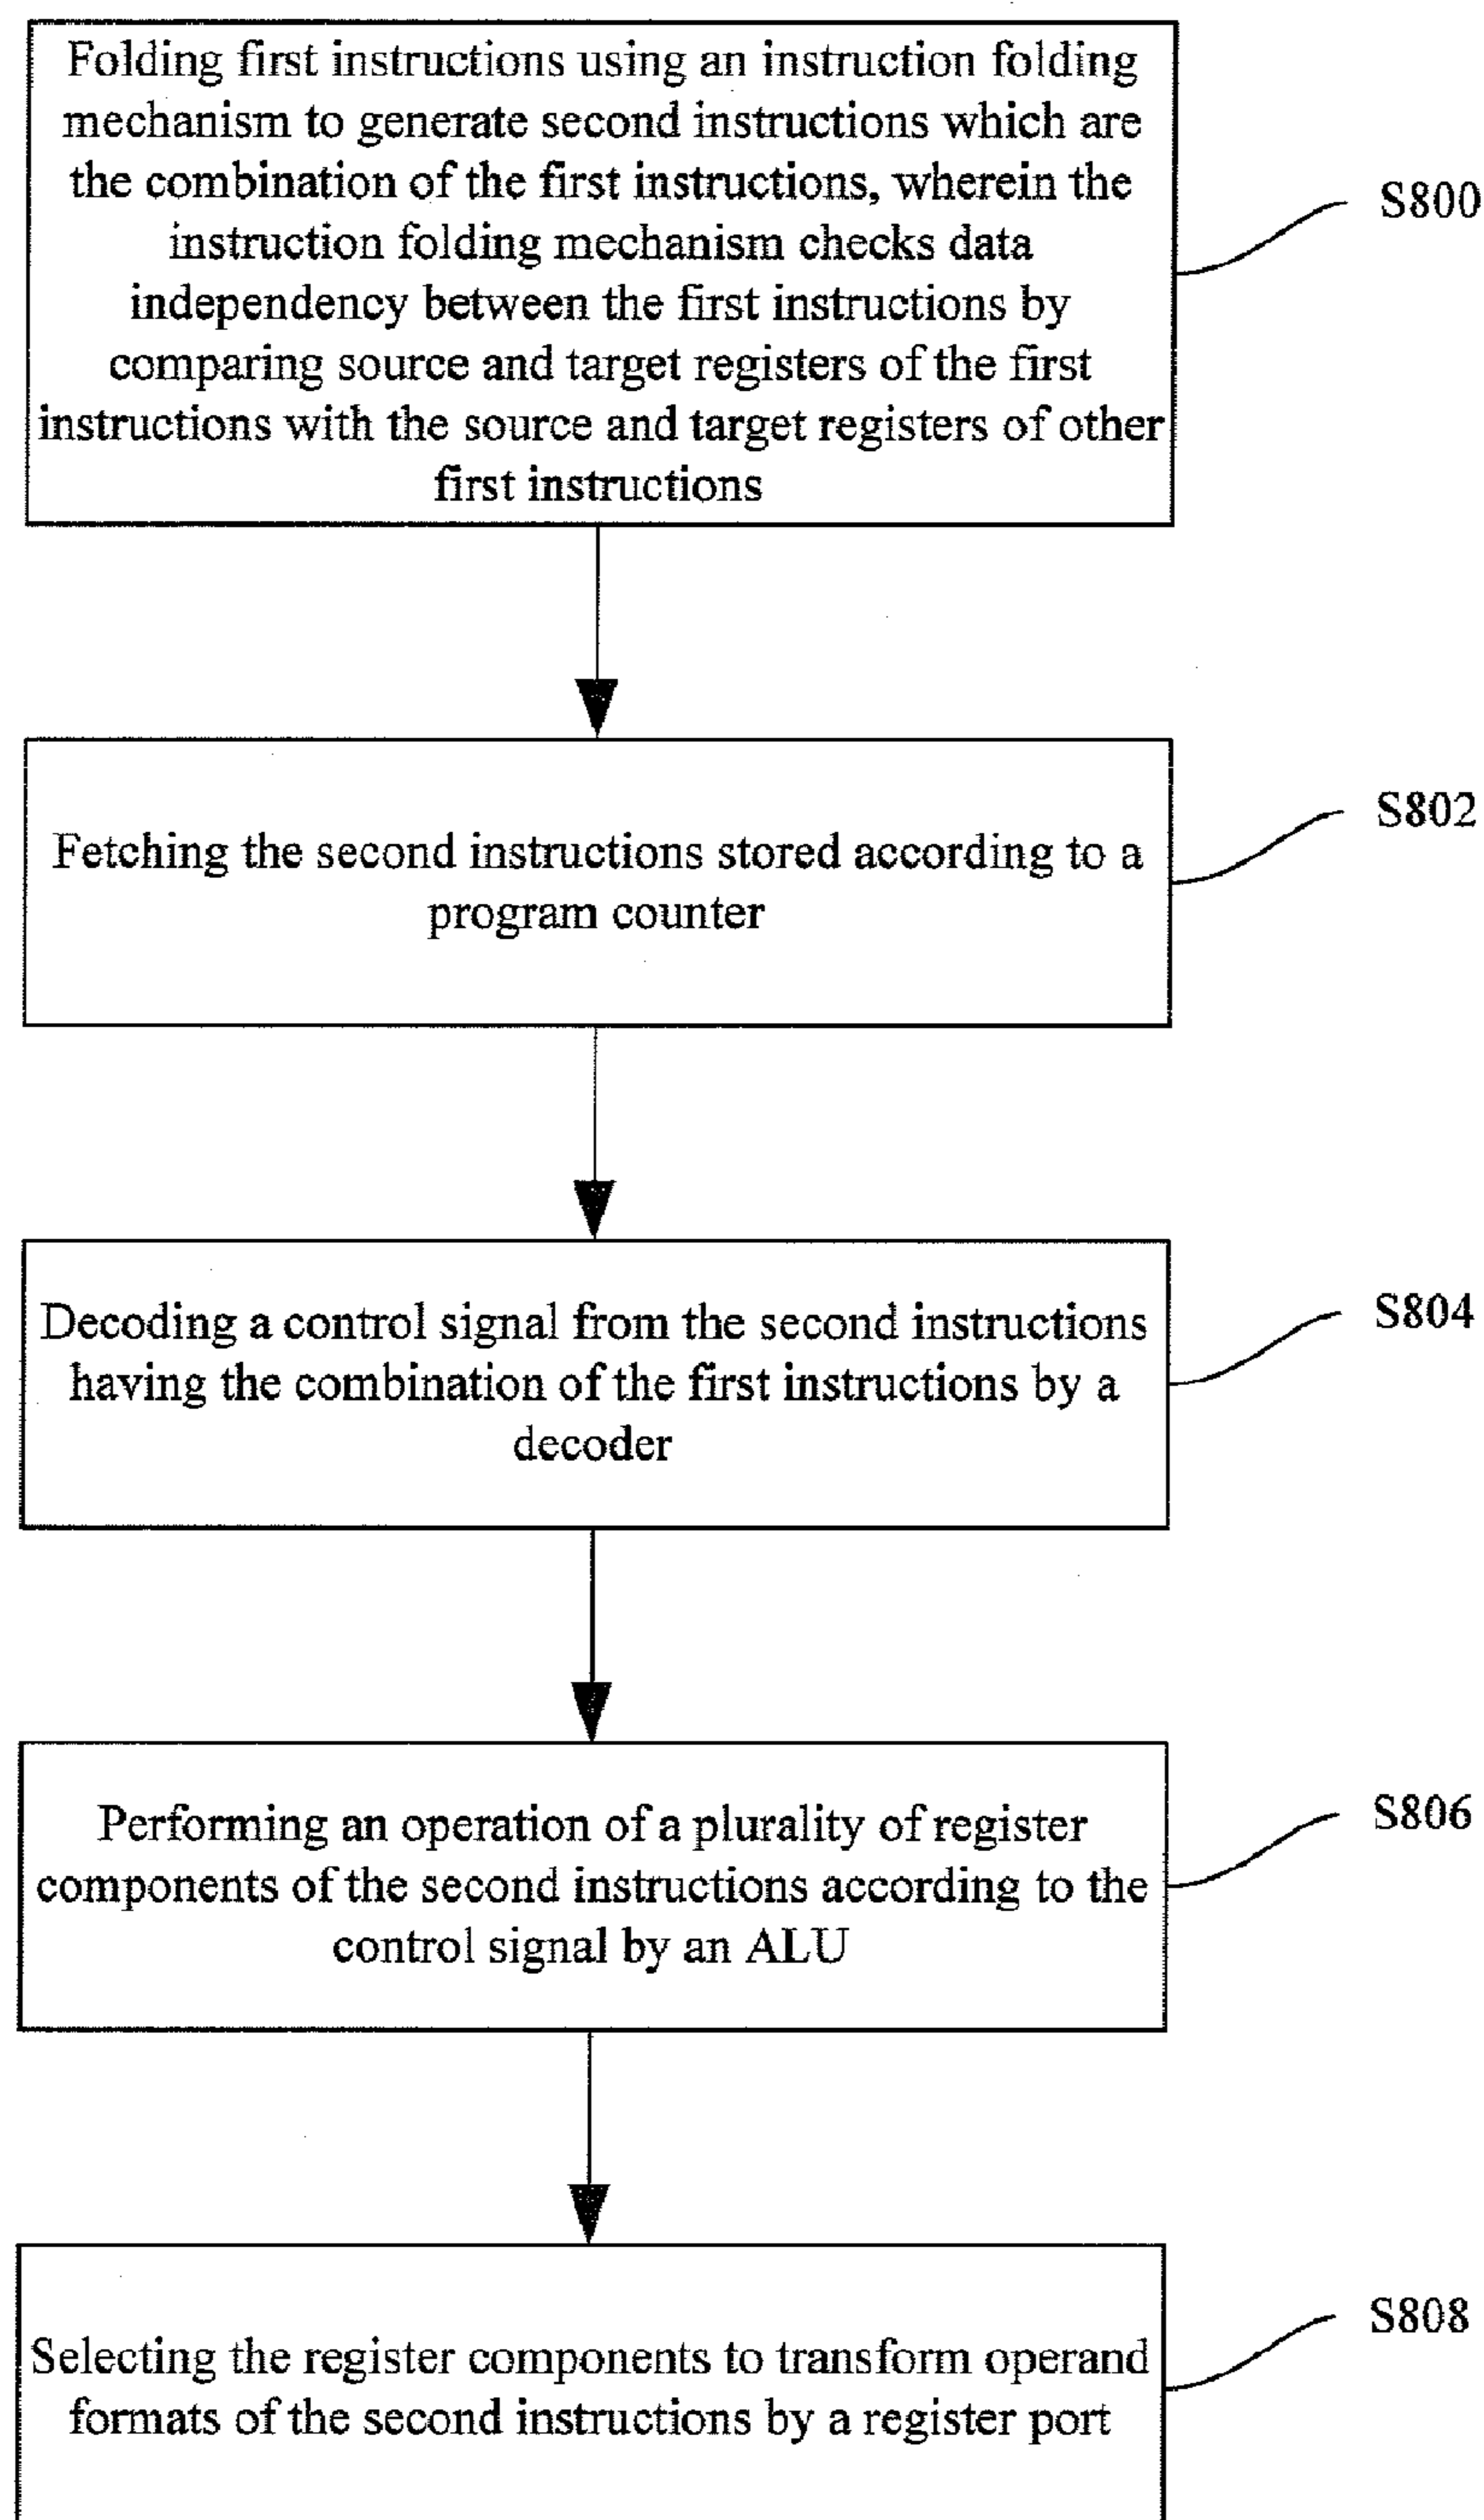 Folding first instructions using an instruction folding
mechanism to generate second instructions which are
the combination of the first instructions, wherein the
instruction folding mechanism checks data
independency between the first instructions by
comparing source and target registers of the first
instructions with the source and target registers of other
first instructions
S800
Fetching the second instructions stored according to a
program counter
S802
Decoding a control signal from the second instructions
having the combination of the first instructions by a
decoder
S804
Performing an operation of a plurality of register
components of the second instructions according to the
control signal by an ALU
S806
Selecting the register components to transform operand
formats of the second instructions by a register port
S808